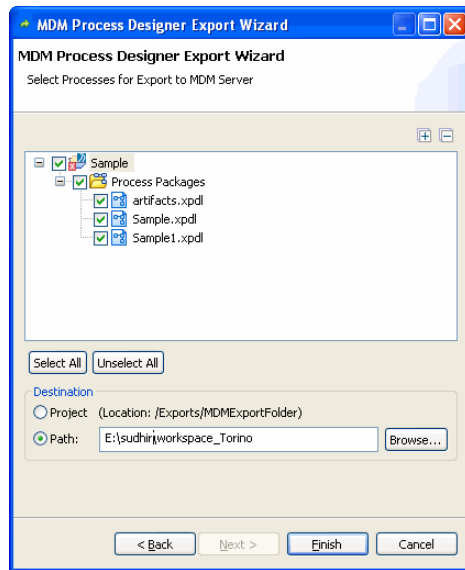 MDM Process Designer Export Wizard
MDM Process Designer Export Wizard
Select Processes for Export to MDM Server
Sample
Process Packages
artifacts.xpdl
Sample.xpdl
Sample1.xpdl
Select All Unselect All
Destination
Project (Location: /Exports/MDMExportFolder)
Path: E:\sudhir\workspace_Torino Browse...
< Back Next > Finish Cancel